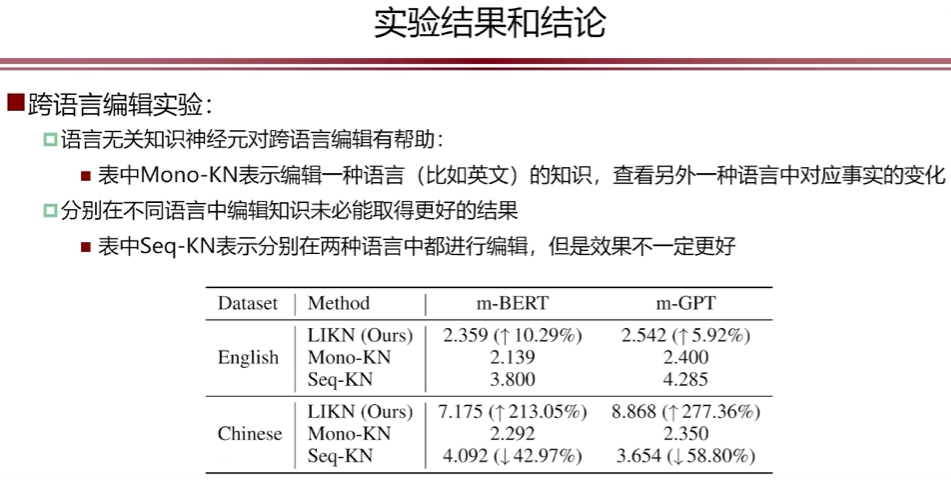 实验结果和结论
跨语言编辑实验：
语言无关知识神经元对跨语言编辑有帮助：
表中Mono-KN表示编辑一种语言（比如英文）的知识，查看另外一种语言中对应事实的变化
分别在不同语言中编辑知识未必能取得更好的结果
表中Seq-KN表示分别在两种语言中都进行编辑，但是效果不一定更好
Dataset Method m-BERT m-GPT
LIKN (Ours) 2.359 (↑10.29%) 2.542 (↑5.92%)
English Mono-KN 2.139 2.400
Seq-KN 3.800 4.285
LIKN (Ours) 7.175 (↑213.05%) 8.868 (↑277.36%)
Chinese Mono-KN 2.292 2.350
Seq-KN 4.092 (↓42.97%) 3.654 (↓58.80%)